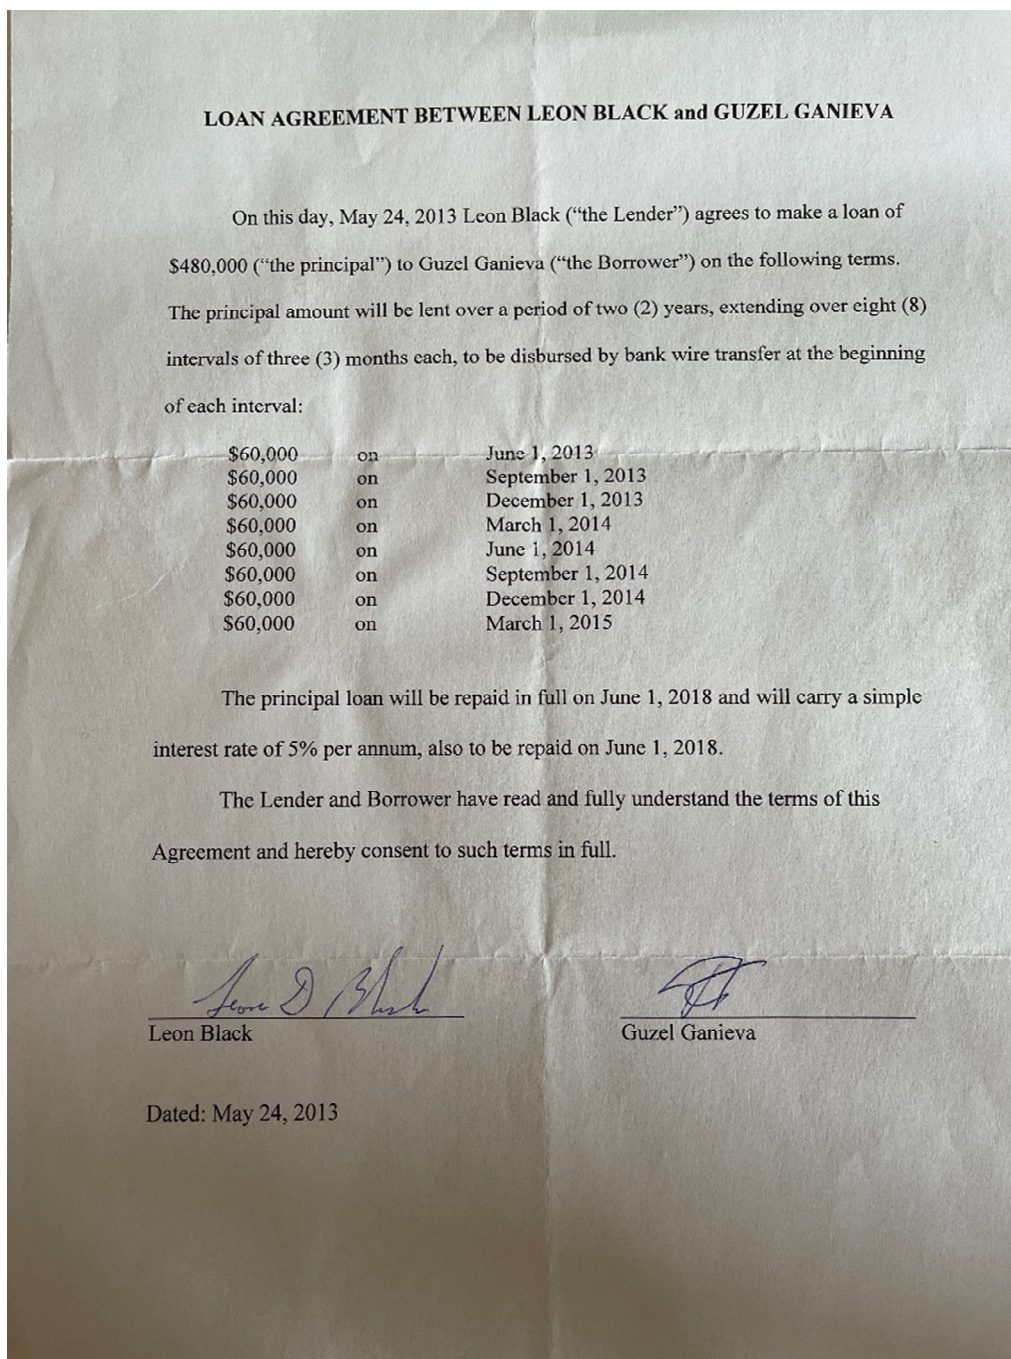 LOAN AGREEMENT BETWEEN LEON BLACK and GUZEL GANIEVA
On this day, May 24, 2013 Leon Black (“the Lender”) agrees to make a loan of
$480,000 (“the principal”) to Guzel Ganieva (“the Borrower”) on the following terms.
The principal amount will be lent over a period of two (2) years, extending over eight (8)
intervals of three (3) months each, to be disbursed by bank wire transfer at the beginning
of each interval:
$60,000 on June 1, 2013
$60,000 on September 1, 2013
$60,000 on December 1, 2013
$60,000 on March 1, 2014
$60,000 on June 1, 2014
$60,000 on September 1, 2014
$60,000 on December 1, 2014
$60,000 on March 1, 2015
The principal loan will be repaid in full on June 1, 2018 and will carry a simple
interest rate of 5% per annum, also to be repaid on June 1, 2018.
The Lender and Borrower have read and fully understand the terms of this
Agreement and hereby consent to such terms in full.
Leon D Black
Leon Black Guzel Ganieva
Dated: May 24, 2013